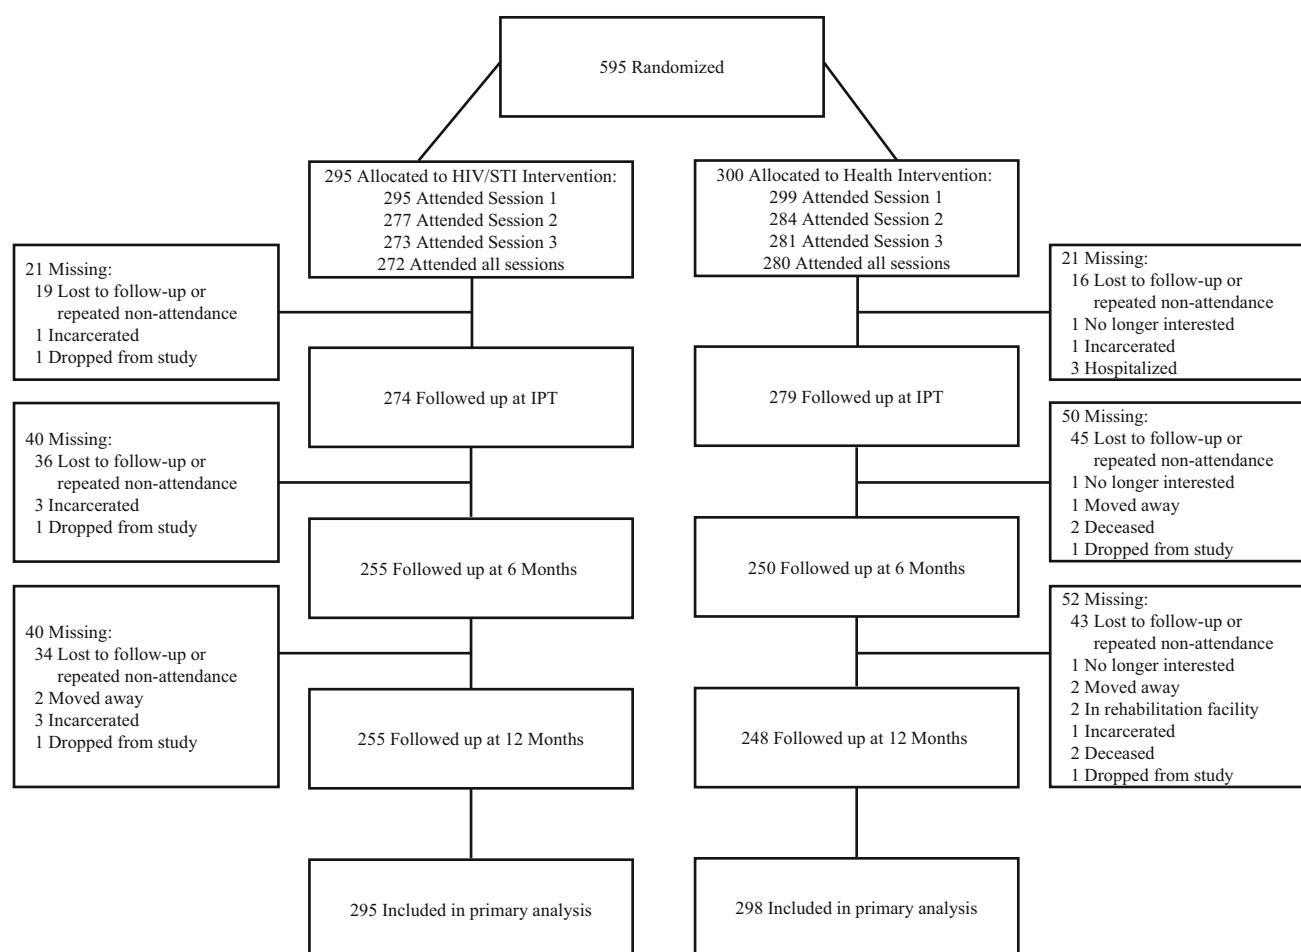 595 Randomized
295 Allocated to HIV/STI Intervention:
295 Attended Session 1
277 Attended Session 2
273 Attended Session 3
272 Attended all sessions
300 Allocated to Health Intervention:
299 Attended Session 1
284 Attended Session 2
281 Attended Session 3
280 Attended all sessions
21 Missing:
19 Lost to follow-up or
repeated non-attendance
1 Incarcerated
1 Dropped from study
21 Missing:
16 Lost to follow-up or
repeated non-attendance
1 No longer interested
1 Incarcerated
3 Hospitalized
274 Followed up at IPT
279 Followed up at IPT
40 Missing:
36 Lost to follow-up or
repeated non-attendance
3 Incarcerated
1 Dropped from study
50 Missing:
45 Lost to follow-up or
repeated non-attendance
1 No longer interested
1 Moved away
2 Deceased
1 Dropped from study
255 Followed up at 6 Months
250 Followed up at 6 Months
40 Missing:
34 Lost to follow-up or
repeated non-attendance
2 Moved away
3 Incarcerated
1 Dropped from study
52 Missing:
43 Lost to follow-up or
repeated non-attendance
1 No longer interested
2 Moved away
2 In rehabilitation facility
1 Incarcerated
2 Deceased
1 Dropped from study
255 Followed up at 12 Months
248 Followed up at 12 Months
295 Included in primary analysis
298 Included in primary analysis